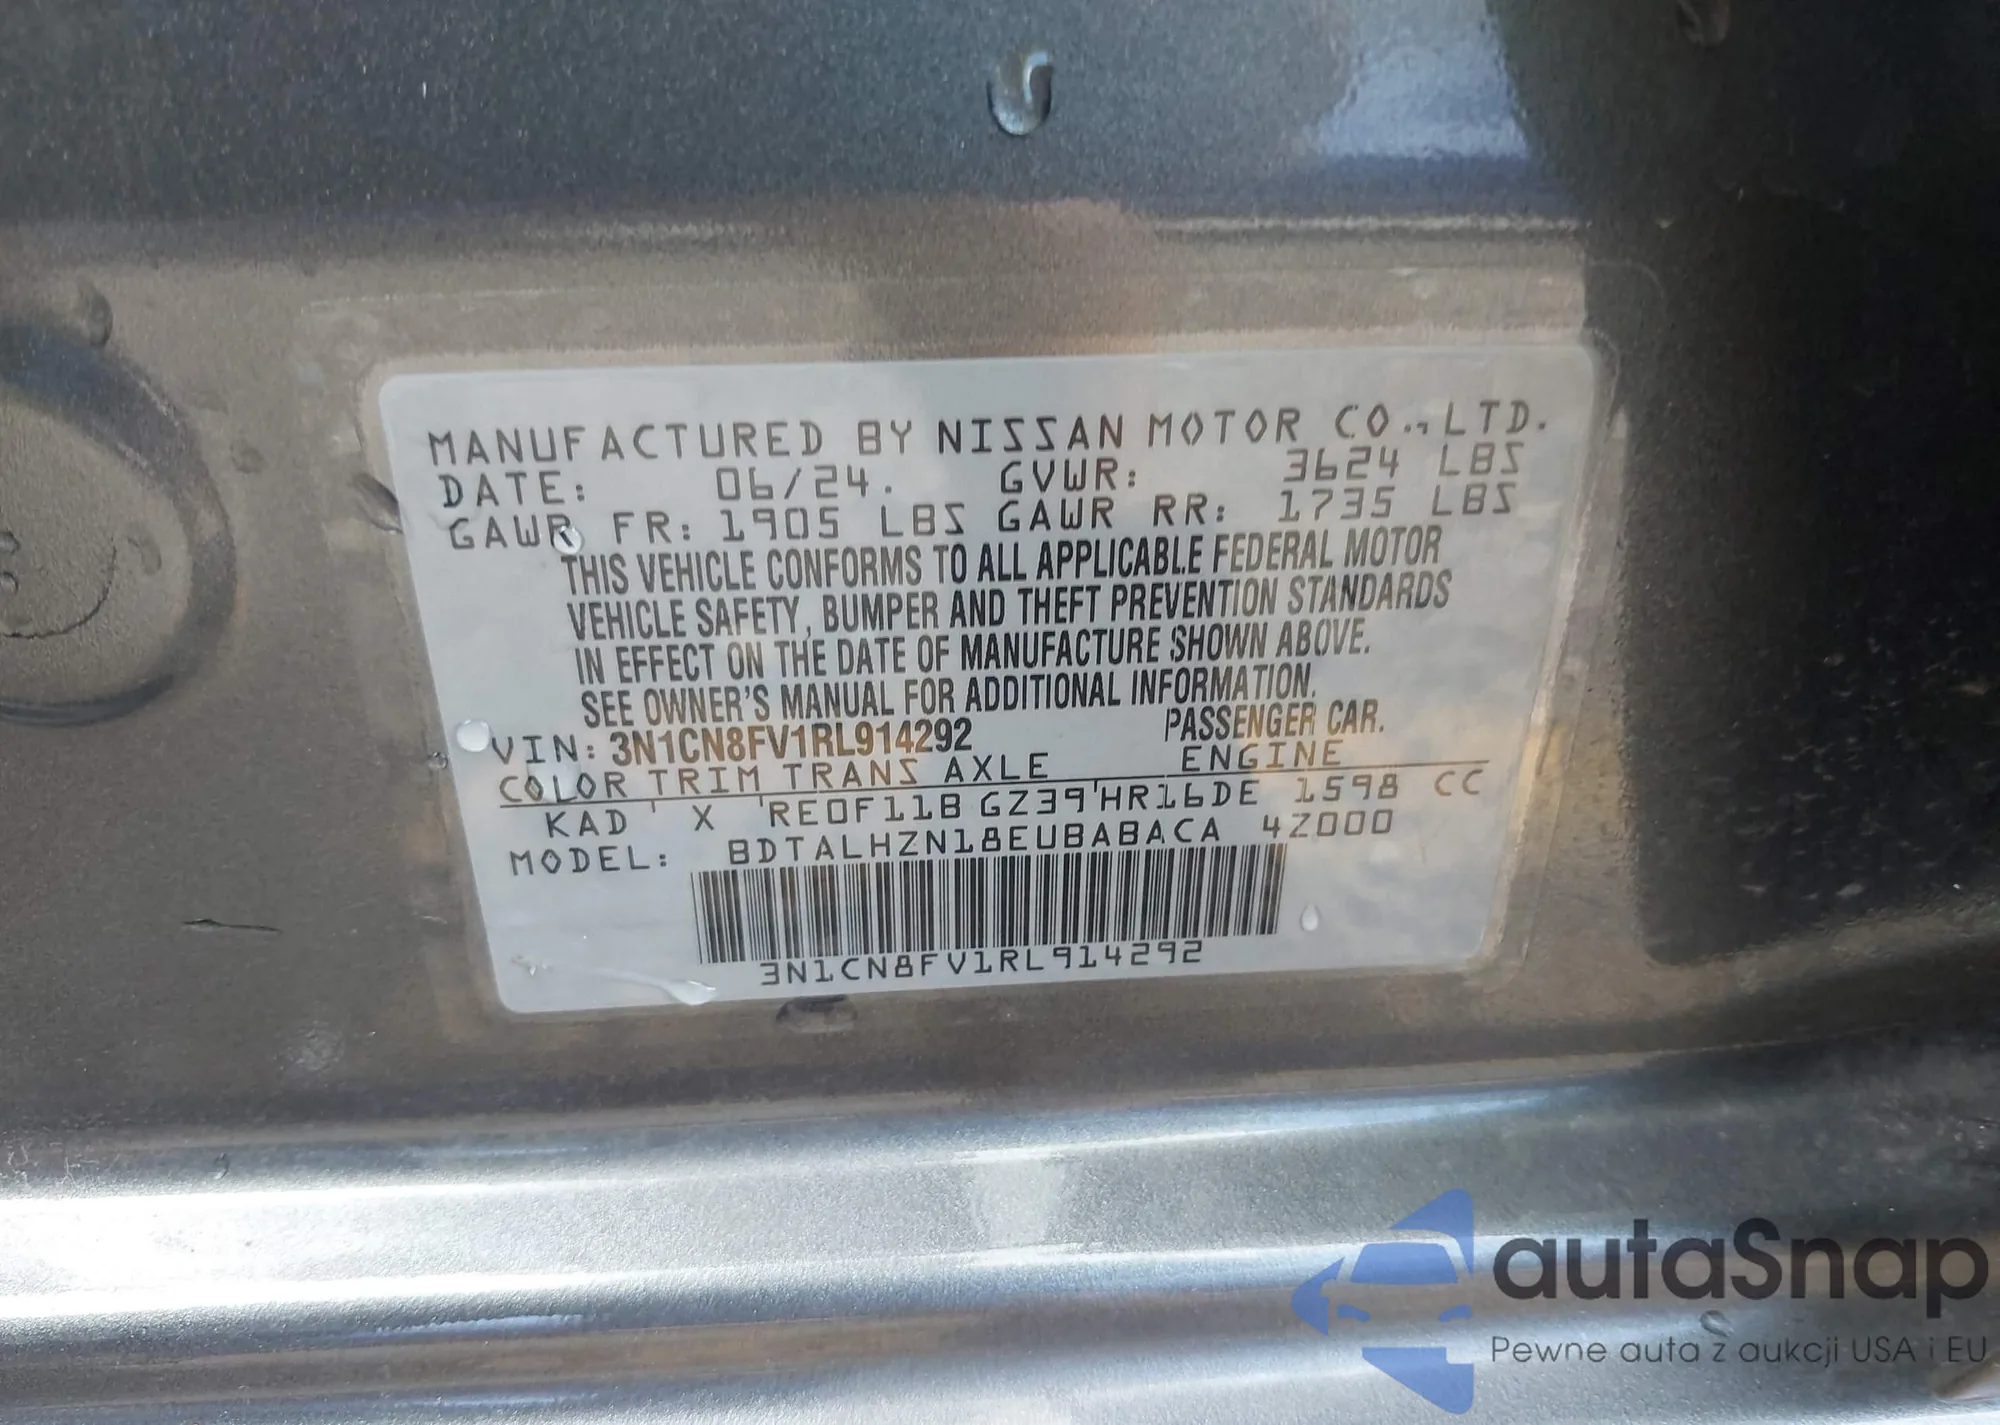 MANUFACTURED BY NISSAN MOTOR CO., LTD.
DATE: 06/24. GVWR: 3624 LBS
GAWR FR: 1905 LBS GAWR RR: 1735 LBS
THIS VEHICLE CONFORMS TO ALL APPLICABLE FEDERAL MOTOR
VEHICLE SAFETY, BUMPER AND THEFT PREVENTION STANDARDS
IN EFFECT ON THE DATE OF MANUFACTURE SHOWN ABOVE.
SEE OWNER'S MANUAL FOR ADDITIONAL INFORMATION.
VIN: 3N1CN8FV1RL914292 PASSENGER CAR.
COLOR TRIM TRANS AXLE ENGINE
KAD X RE0F11B GZ39 HR16DE 1598 CC
MODEL: BDTALHZN18EUBABACA 4Z000
3N1CN8FV1RL914292
autaSnap
Pewne auta z aukcji USA i EU